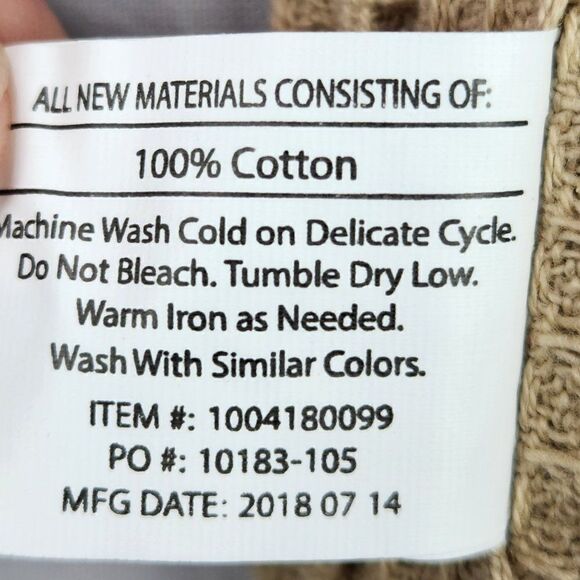 ALL NEW MATERIALS CONSISTING OF:
100% Cotton
Machine Wash Cold on Delicate Cycle.
Do Not Bleach. Tumble Dry Low.
Warm Iron as Needed.
Wash With Similar Colors.
ITEM #: 1004180099
PO #: 10183-105
MFG DATE: 2018 07 14